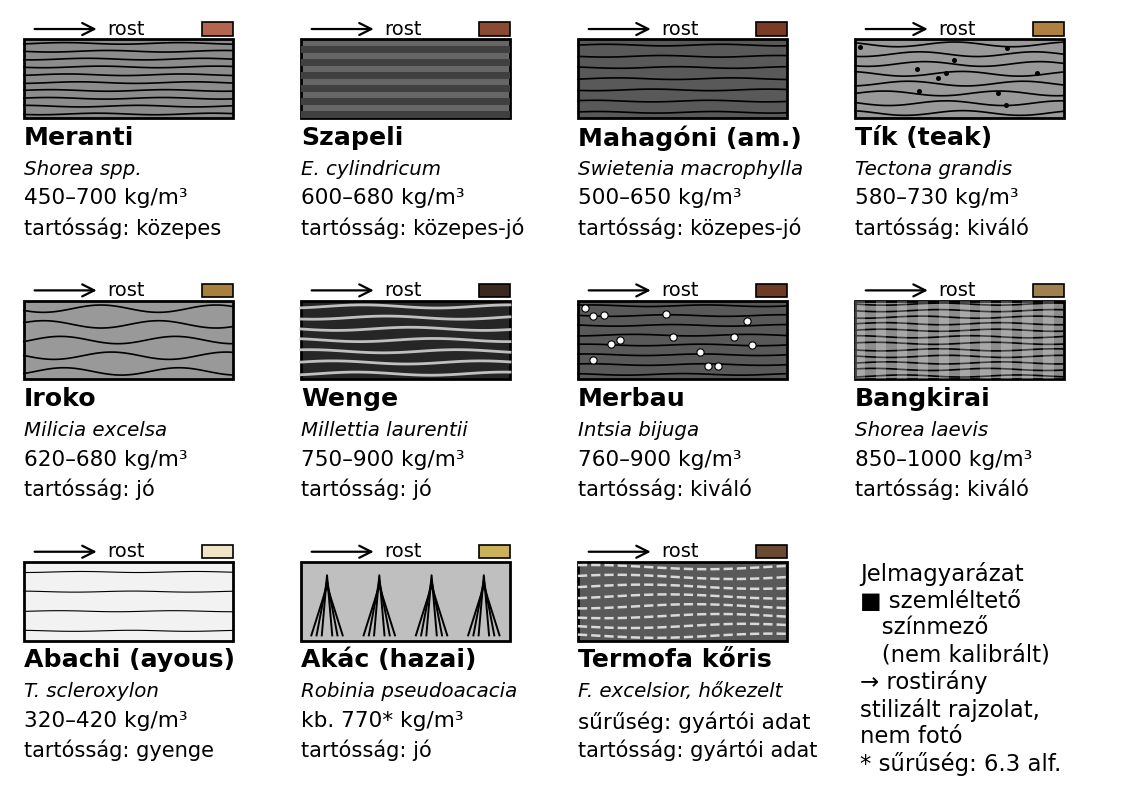 rost
Meranti
Shorea spp.
450–700 kg/m³
tartósság: közepes
rost
Szapeli
E. cylindricum
600–680 kg/m³
tartósság: közepes-jó
rost
Mahagóni (am.)
Swietenia macrophylla
500–650 kg/m³
tartósság: közepes-jó
rost
Tík (teak)
Tectona grandis
580–730 kg/m³
tartósság: kiváló
rost
Iroko
Milicia excelsa
620–680 kg/m³
tartósság: jó
rost
Wenge
Millettia laurentii
750–900 kg/m³
tartósság: jó
rost
Merbau
Intsia bijuga
760–900 kg/m³
tartósság: kiváló
rost
Bangkirai
Shorea laevis
850–1000 kg/m³
tartósság: kiváló
rost
Abachi (ayous)
T. scleroxylon
320–420 kg/m³
tartósság: gyenge
rost
Akác (hazai)
Robinia pseudoacacia
kb. 770* kg/m³
tartósság: jó
rost
Termofa kőris
F. excelsior, hőkezelt
sűrűség: gyártói adat
tartósság: gyártói adat
Jelmagyarázat
■ szemléltető
színmező
(nem kalibrált)
→ rostirány
stilizált rajzolat,
nem fotó
* sűrűség: 6.3 alf.